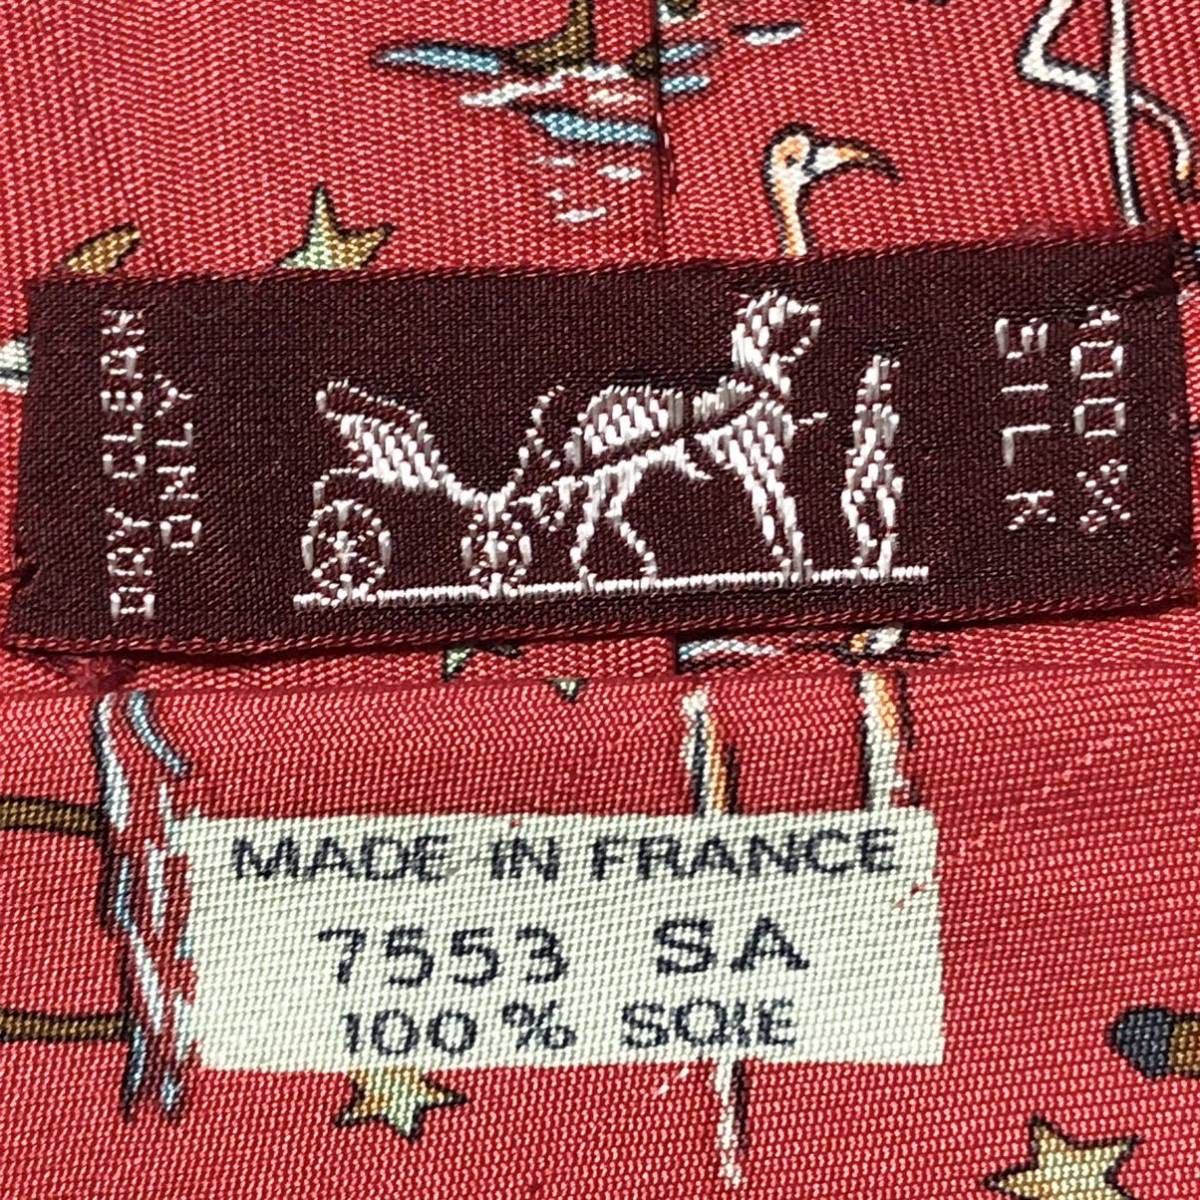 DRY CLEAN
ONLY
100%
SILK
MADE IN FRANCE
7553 SA
100% SOIE